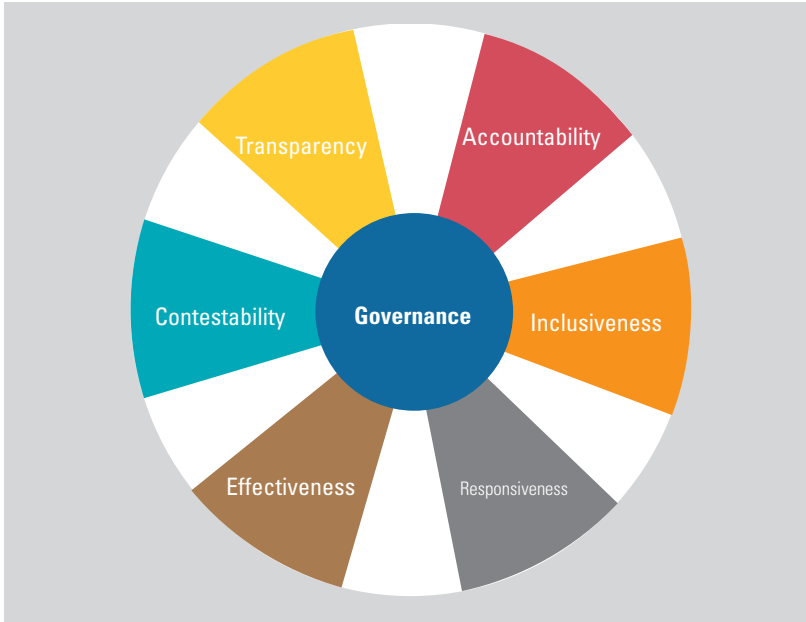 Transparency
Accountability
Contestability
Governance
Inclusiveness
Effectiveness
Responsiveness